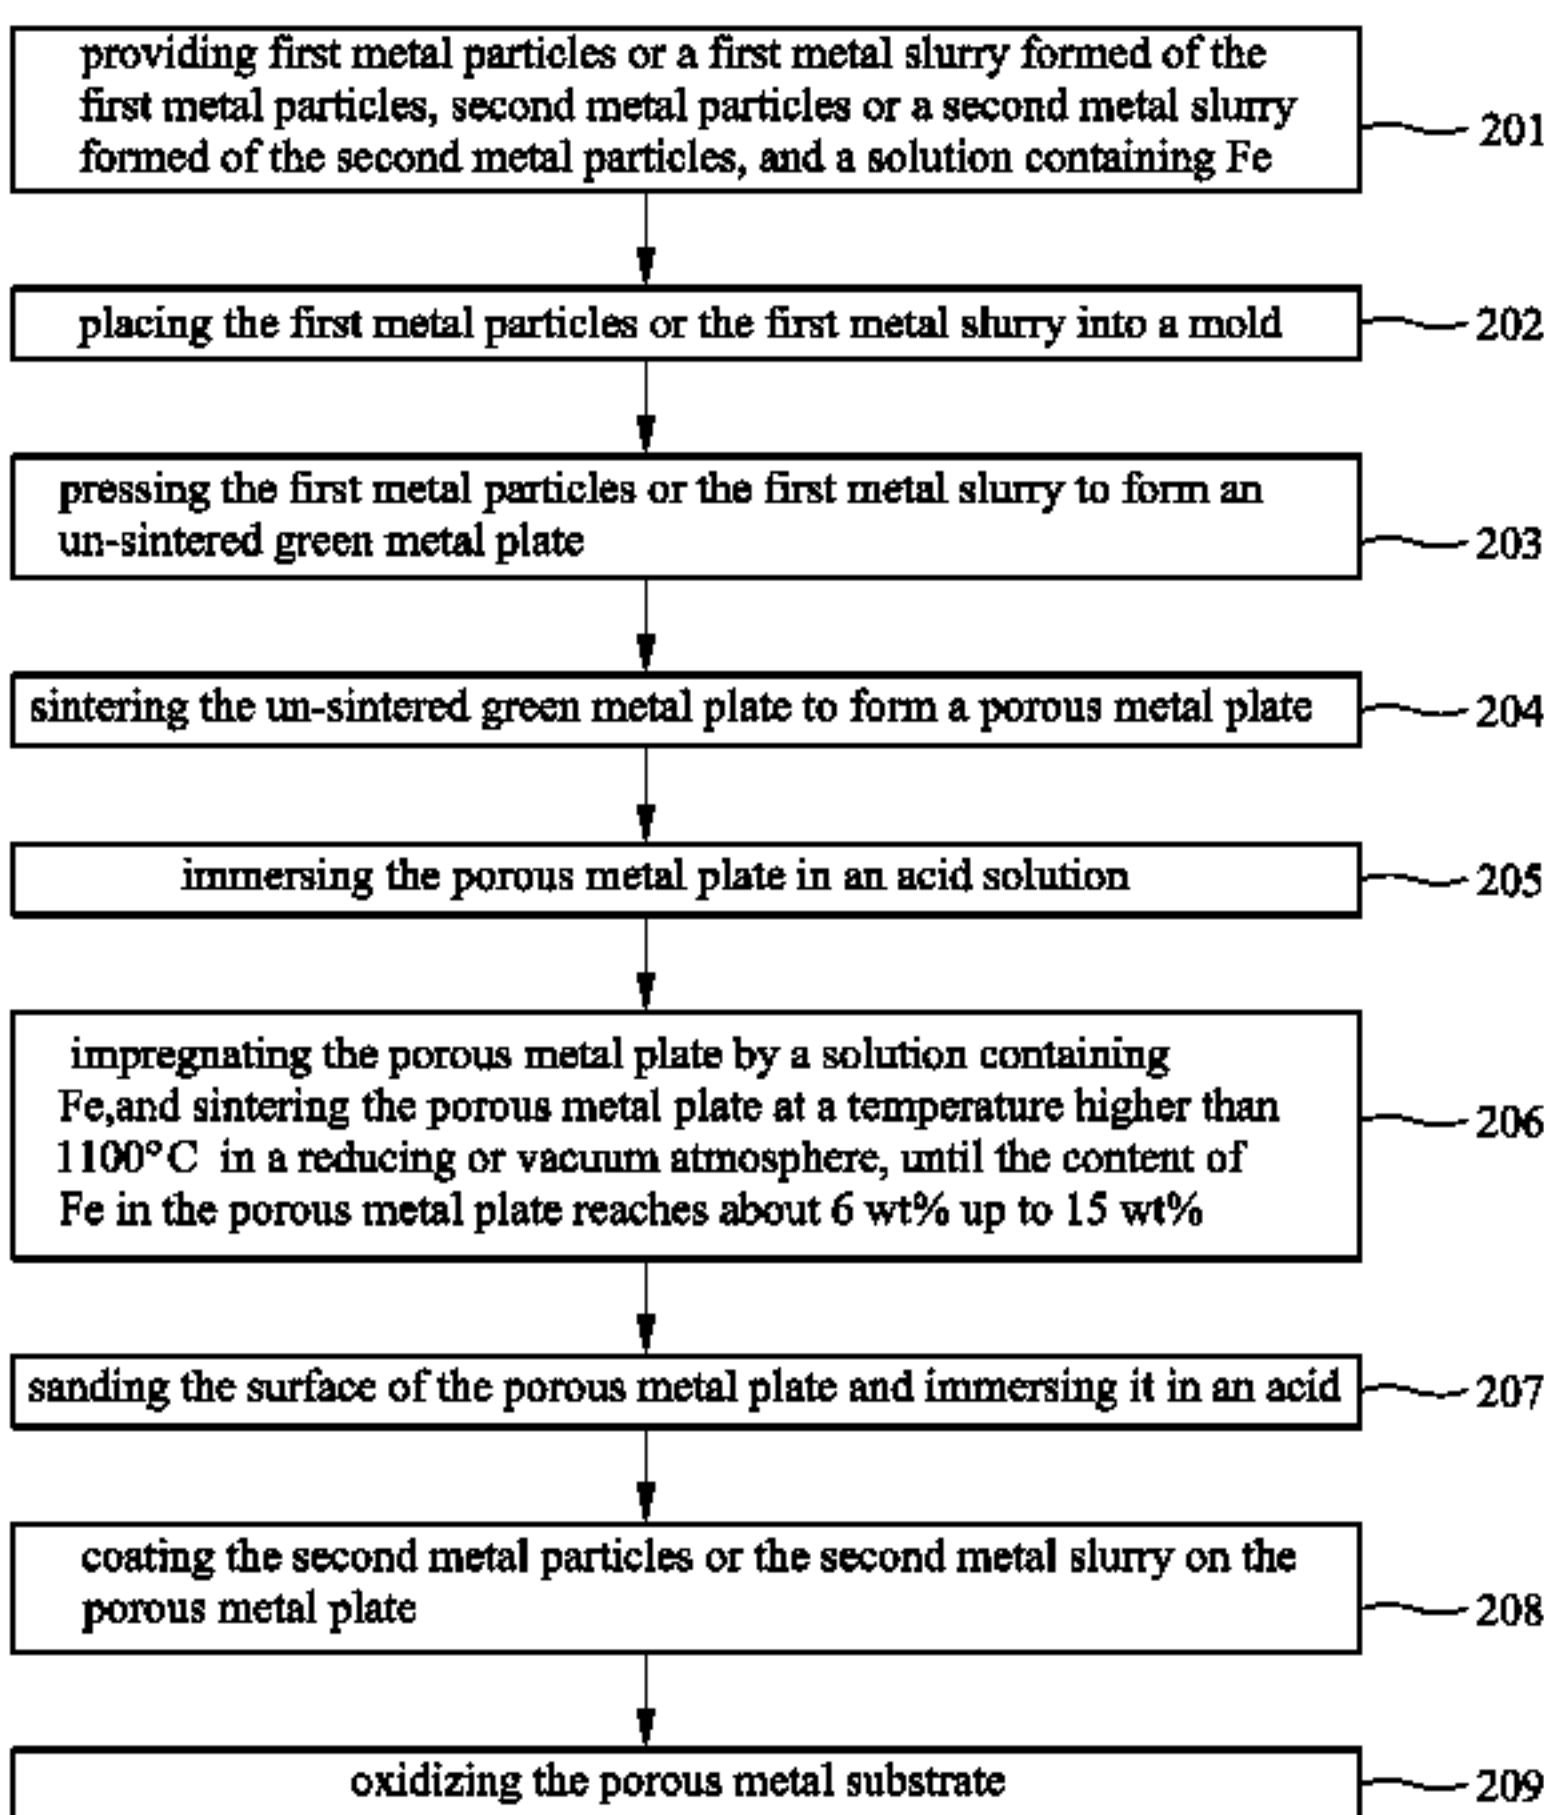 providing first metal particles or a first metal slurry formed of the
first metal particles, second metal particles or a second metal slurry
formed of the second metal particles, and a solution containing Fe
201
placing the first metal particles or the first metal slurry into a mold
202
pressing the first metal particles or the first metal slurry to form an
un-sintered green metal plate
203
sintering the un-sintered green metal plate to form a porous metal plate
204
immersing the porous metal plate in an acid solution
205
impregnating the porous metal plate by a solution containing
Fe,and sintering the porous metal plate at a temperature higher than
1100°C in a reducing or vacuum atmosphere, until the content of
Fe in the porous metal plate reaches about 6 wt% up to 15 wt%
206
sanding the surface of the porous metal plate and immersing it in an acid
207
coating the second metal particles or the second metal slurry on the
porous metal plate
208
oxidizing the porous metal substrate
209